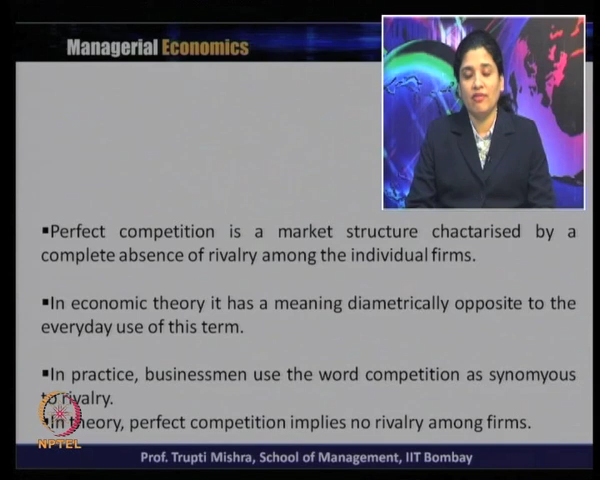 Managerial Economics
▪Perfect competition is a market structure chactarised by a
complete absence of rivalry among the individual firms.
▪In economic theory it has a meaning diametrically opposite to the
everyday use of this term.
▪In practice, businessmen use the word competition as synomyous
to rivalry.
▪In theory, perfect competition implies no rivalry among firms.
NPTEL
Prof. Trupti Mishra, School of Management, IIT Bombay